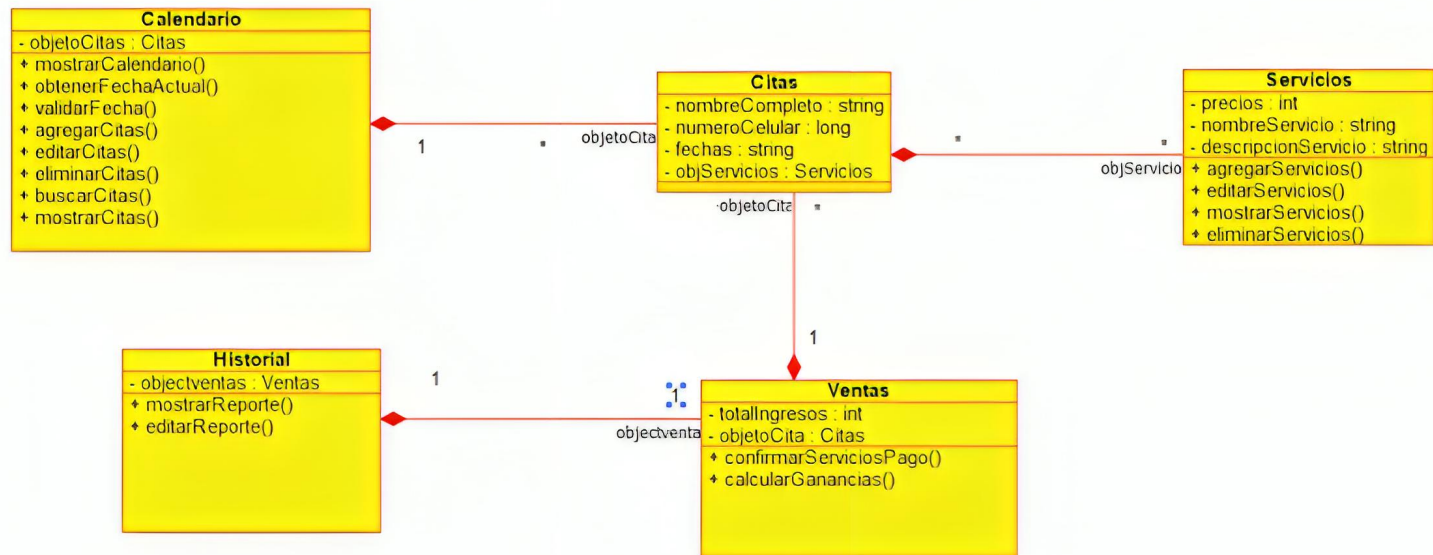 Calendario
- objetoCitas : Citas
+ mostrarCalendario()
+ obtenerFechaActual()
+ validarFecha()
+ agregarCitas()
+ editarCitas()
+ eliminarCitas()
+ buscarCitas()
+ mostrarCitas()
1
*
objetoCita
Citas
- nombreCompleto : string
- numeroCelular : long
- fechas : string
- objServicios : Servicios
*
*
objServicio
Servicios
- precios : int
- nombreServicio : string
- descripcionServicio : string
+ agregarServicios()
+ editarServicios()
+ mostrarServicios()
+ eliminarServicios()
-objetoCita
*
1
Historial
- objectventas : Ventas
+ mostrarReporte()
+ editarReporte()
1
1
objectventa
Ventas
- totalIngresos : int
- objetoCita : Citas
+ confirmarServiciosPago()
+ calcularGanancias()